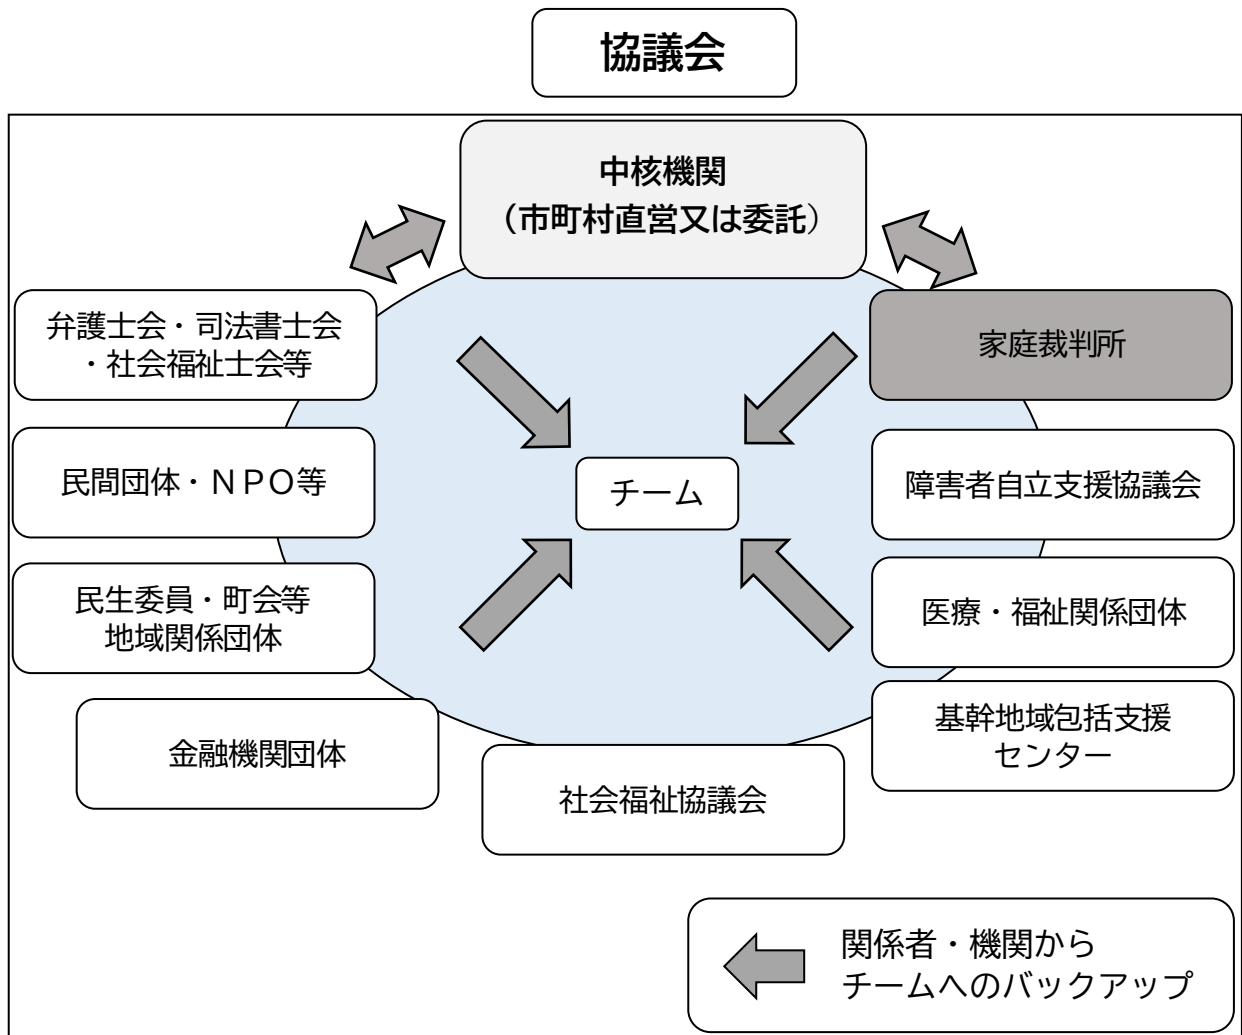 協議会
中核機関
（市町村直営又は委託）
弁護士会・司法書士会
・社会福祉士会等
家庭裁判所
民間団体・ＮＰＯ等
チーム
障害者自立支援協議会
民生委員・町会等
地域関係団体
医療・福祉関係団体
金融機関団体
社会福祉協議会
基幹地域包括支援
センター
関係者・機関から
チームへのバックアップ